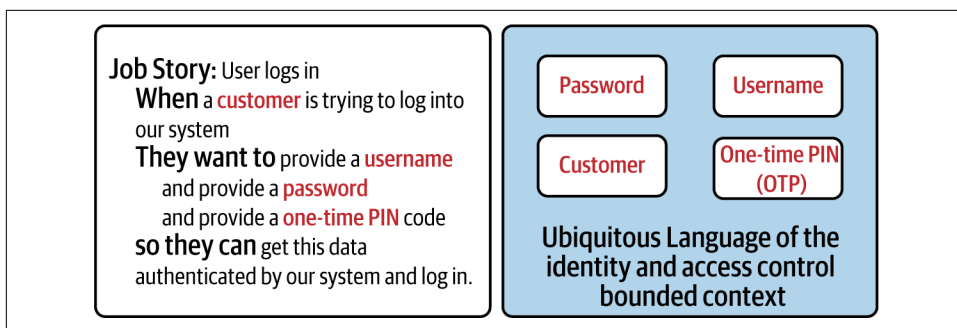 Job Story: User logs in
When a customer is trying to log into
our system
They want to provide a username
and provide a password
and provide a one-time PIN code
so they can get this data
authenticated by our system and log in.
Password
Username
Customer
One-time PIN
(OTP)
Ubiquitous Language of the
identity and access control
bounded context